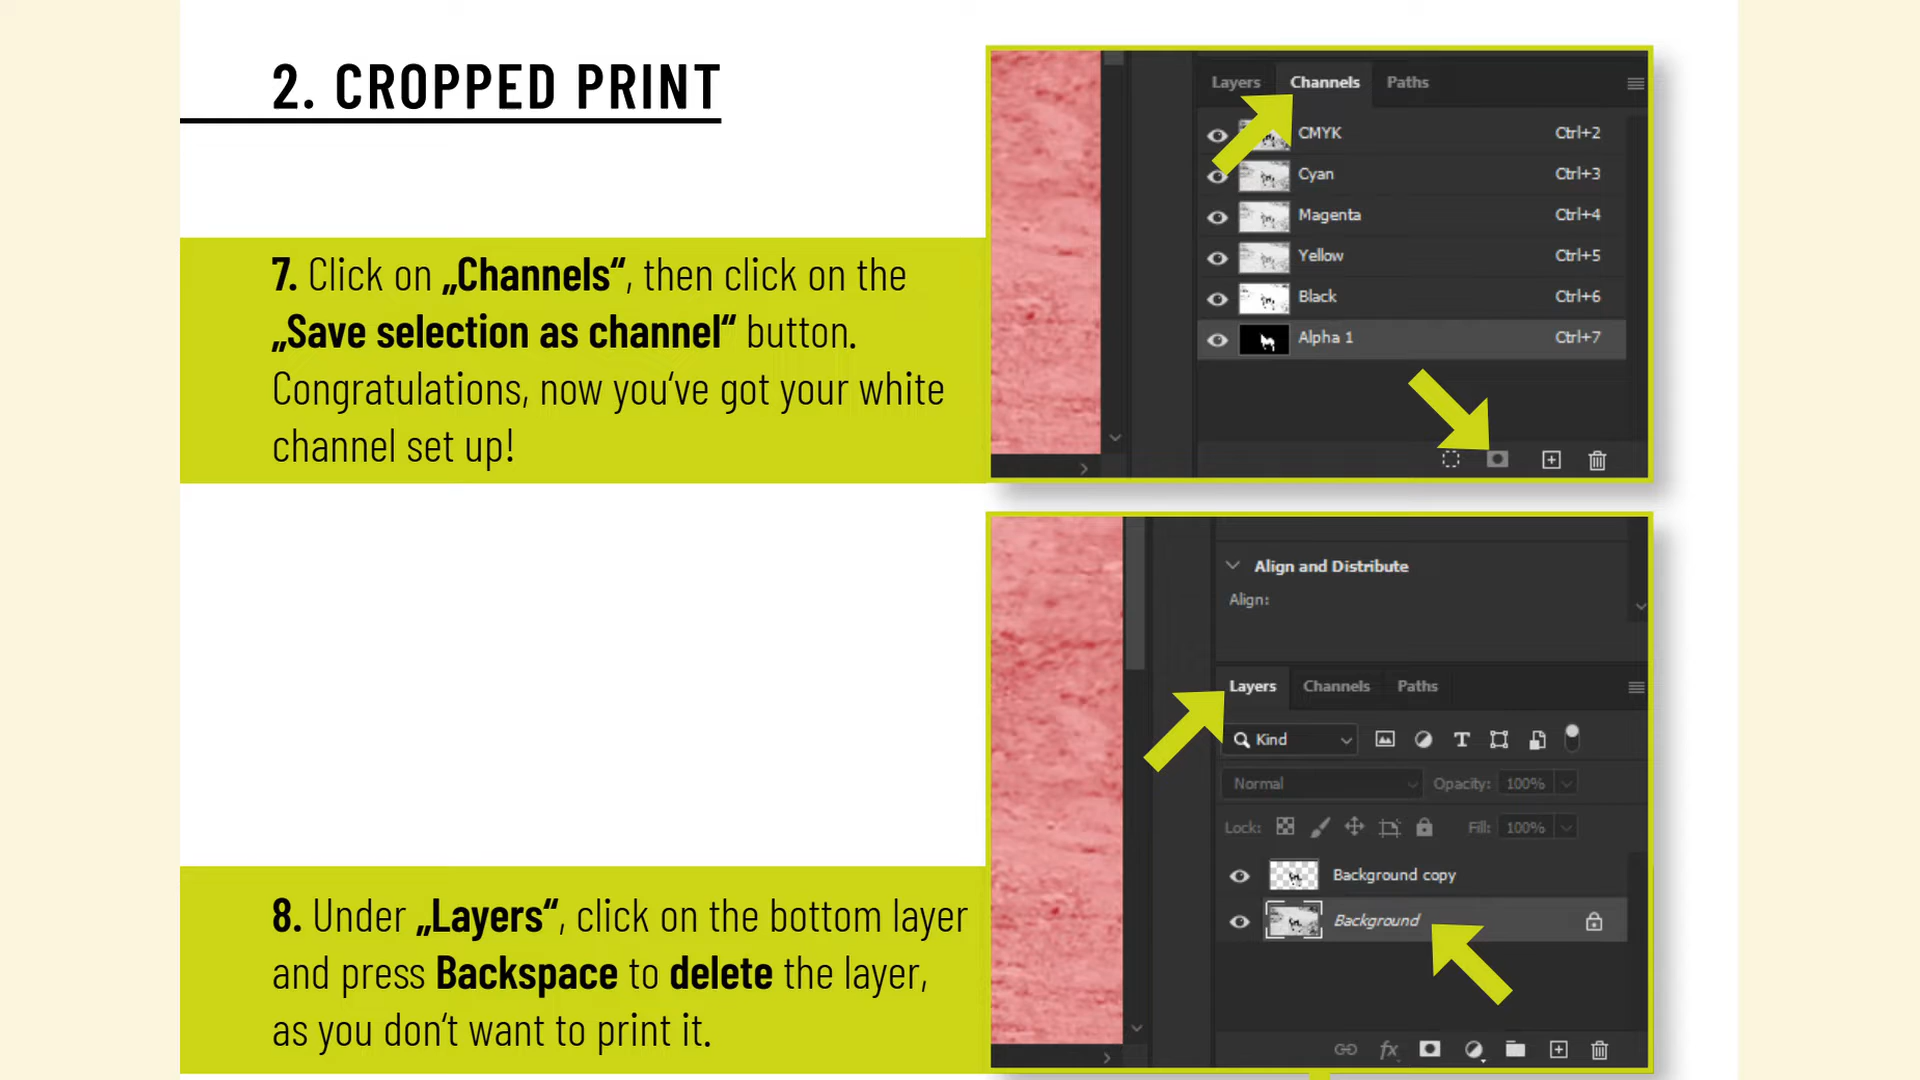 2. CROPPED PRINT
7. Click on „Channels“, then click on the
„Save selection as channel“ button.
Congratulations, now you‘ve got your white
channel set up!
Layers Channels Paths
CMYK Ctrl+2
Cyan Ctrl+3
Magenta Ctrl+4
Yellow Ctrl+5
Black Ctrl+6
Alpha 1 Ctrl+7
8. Under „Layers“, click on the bottom layer
and press Backspace to delete the layer,
as you don‘t want to print it.
Align and Distribute
Align:
Layers Channels Paths
Kind
Normal Opacity: 100%
Lock: Fill: 100%
Background copy
Background
fx